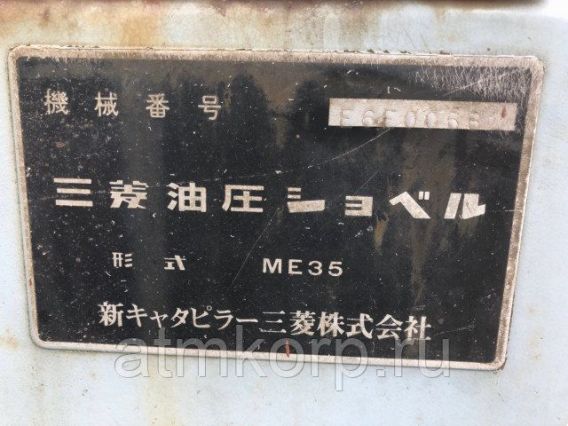 機械番号
三菱油圧ショベル
形式 ME35
新キャタピラー三菱株式会社
atmkorp.ru